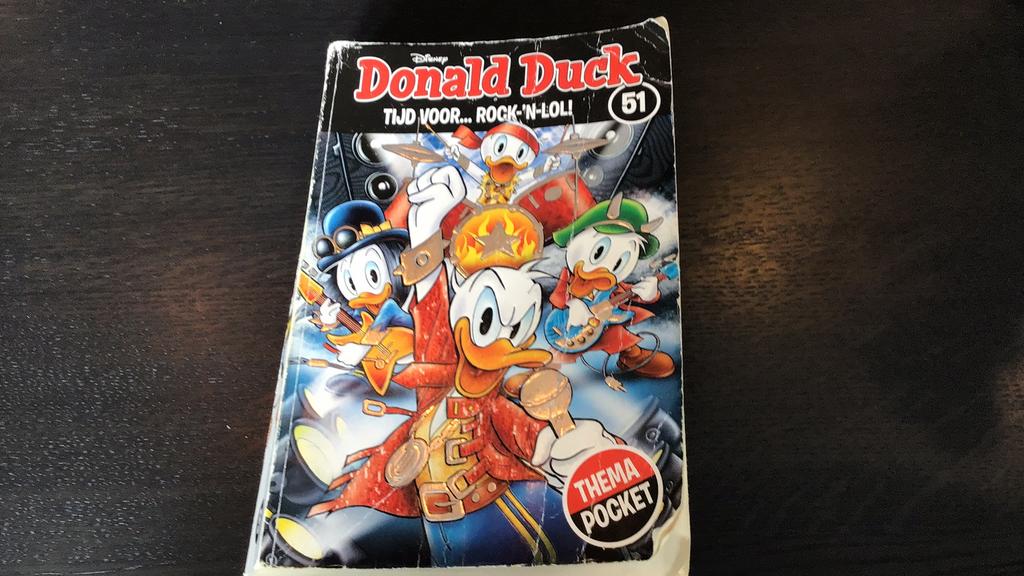 Disney
Donald Duck
TIJD VOOR... ROCK-'N-LOL!
51
THEMA
POCKET